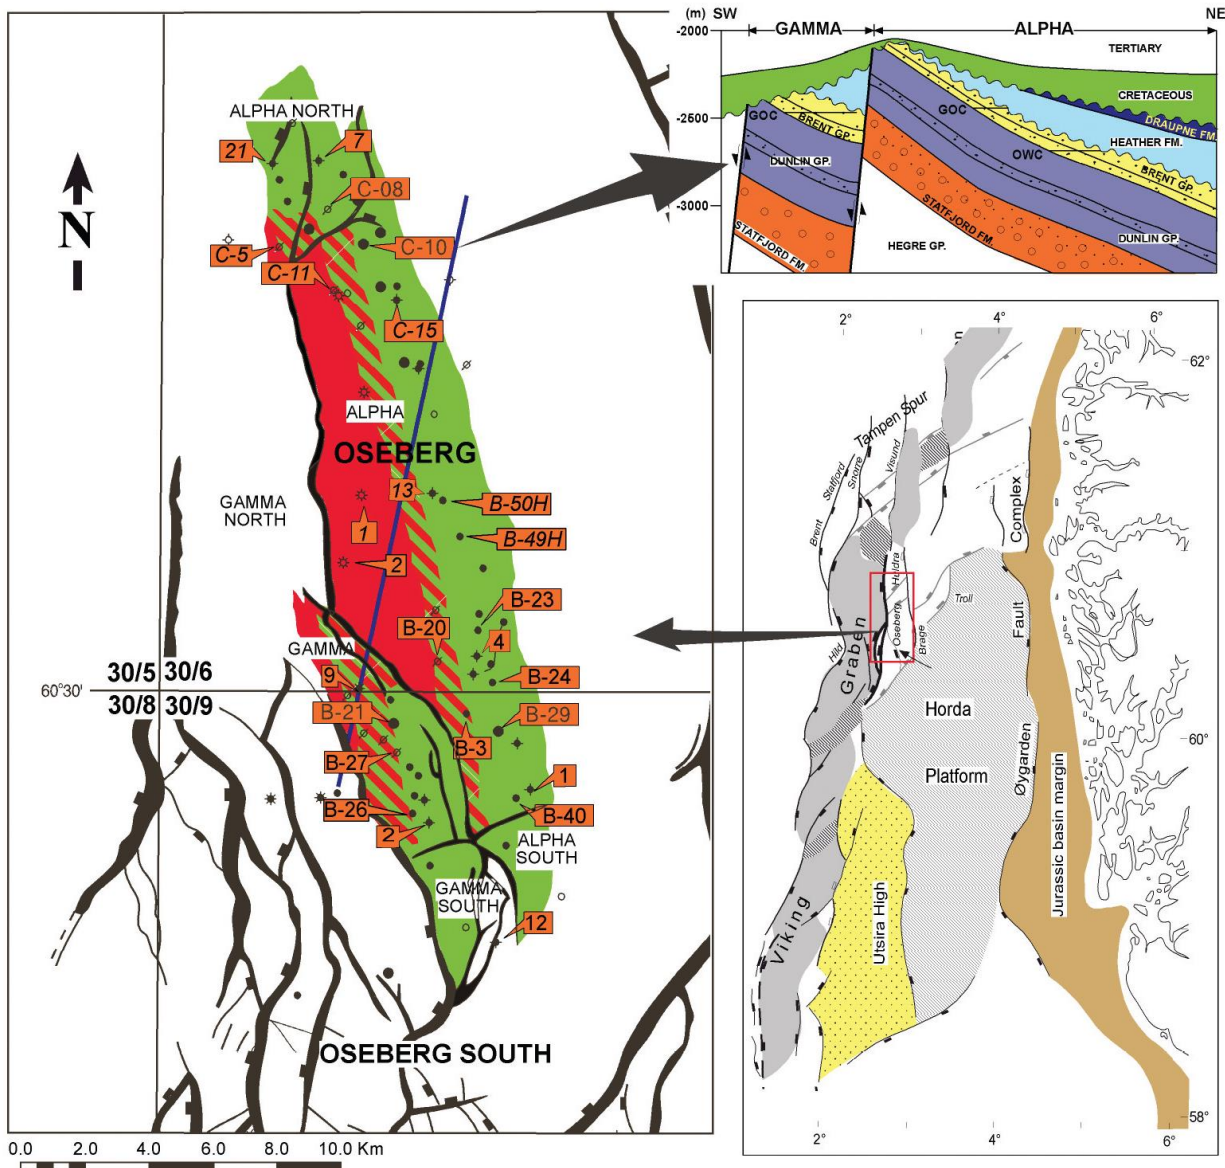 ALPHA NORTH
21
7
C-08
N
C-5
C-10
C-11
C-15
ALPHA
OSEBERG
GAMMA
NORTH
13
B-50H
1
B-49H
2
B-23
B-20
4
GAMMA
30/5
30/6
9
B-24
60°30'
30/8
30/9
B-21
B-29
B-3
B-27
1
B-26
B-40
2
ALPHA
SOUTH
GAMMA
SOUTH
12
OSEBERG SOUTH
0.0
2.0
4.0
6.0
8.0
10.0 Km
(m)
SW
NE
-2000
GAMMA
ALPHA
TERTIARY
CRETACEOUS
DRAUPNE FM.
-2500
GOC
GOC
BRENT GP.
HEATHER FM.
DUNLIN GP.
OWC
BRENT GP.
-3000
STATFJORD FM.
STATFJORD FM.
HEGRE GP.
DUNLIN GP.
2°
4°
6°
62°
Tampen Spur
Statfjord
Snorre
Visund
Brent
Complex
Huldra
Oseberg
Troll
Brage
Hild
Graben
Fault
Horda
Platform
Øygarden
60°
Jurassic basin margin
Utsira High
Viking
58°
2°
4°
6°